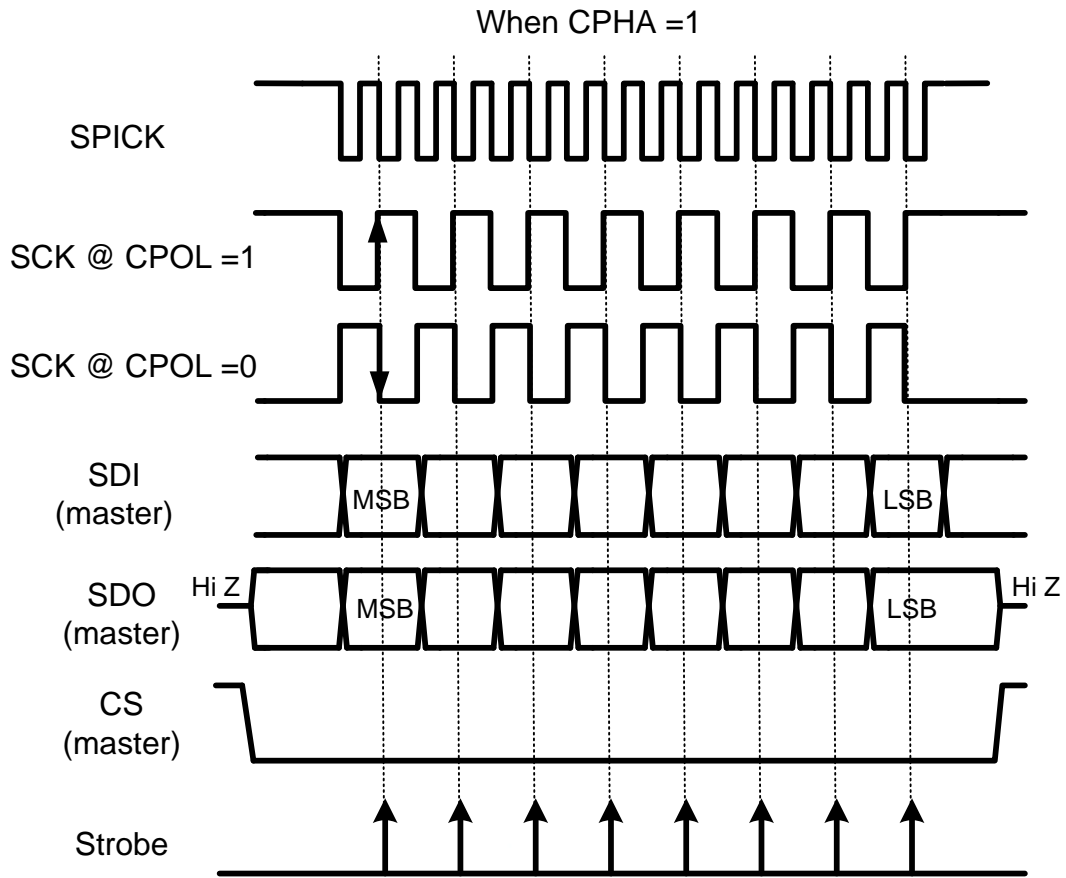 When CPHA =1
SPICK
SCK @ CPOL =1
SCK @ CPOL =0
SDI
(master)
MSB
LSB
SDO
(master)
Hi Z
MSB
LSB
Hi Z
CS
(master)
Strobe